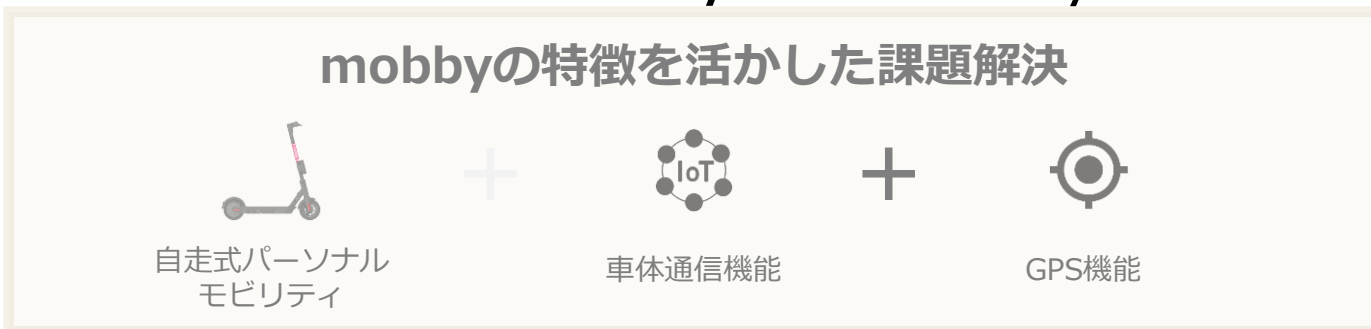 mobbyの特徴を活かした課題解決
IoT
自走式パーソナル
モビリティ
車体通信機能
GPS機能